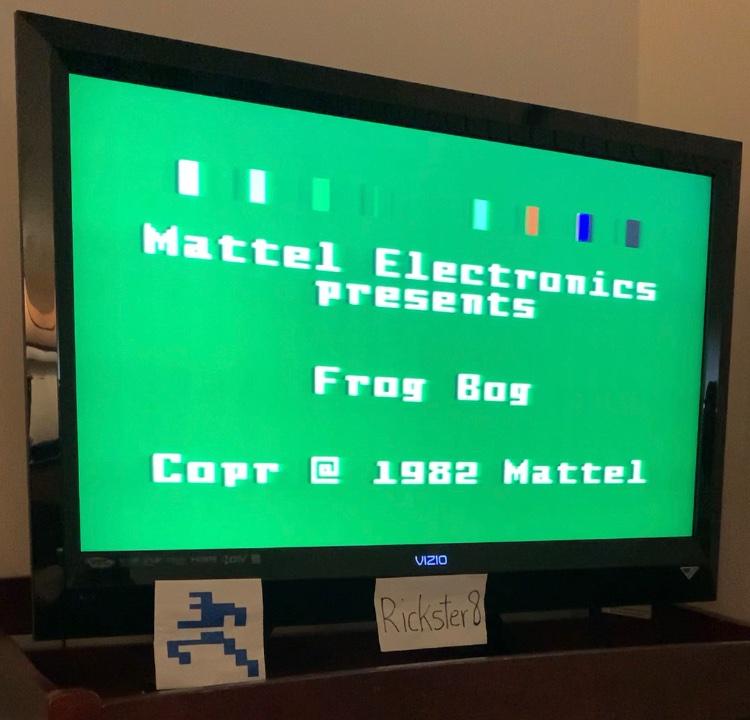 Mattel Electronics
presents
Frog Bog
Copr @ 1982 Mattel
VIZIO
Rickster8